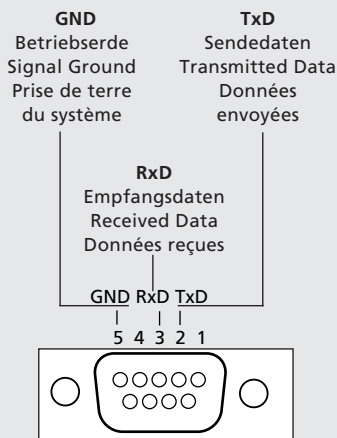 GND
Betriebserde
Signal Ground
Prise de terre
du système
TxD
Sendedaten
Transmitted Data
Données
envoyées
RxD
Empfangsdaten
Received Data
Données reçues
GND RxD TxD
5 4 3 2 1